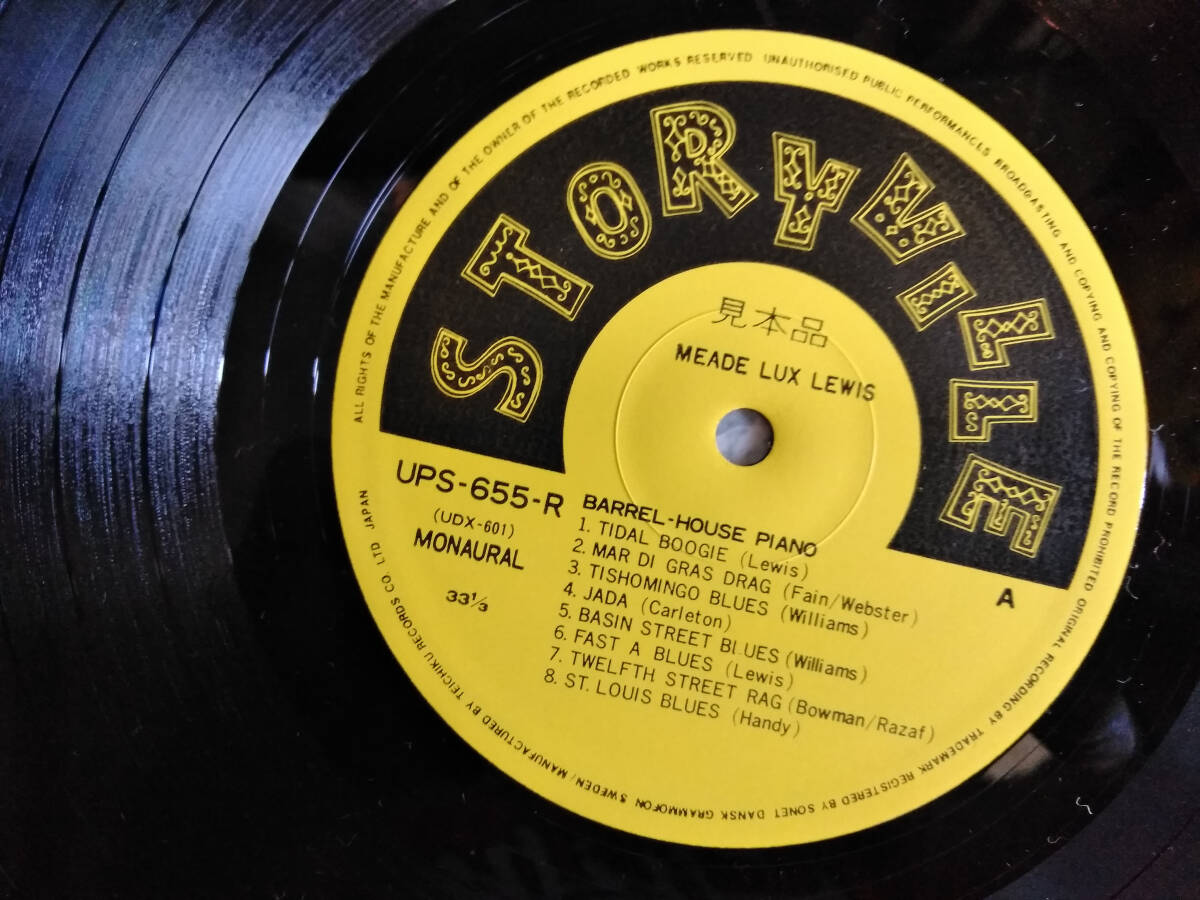 ALL RIGHTS OF THE MANUFACTURE AND OF THE OWNER OF THE RECORDED WORKS RESERVED UNAUTHORISED PUBLIC PERFORMANCES BROADCASTING AND COPYING AND COPYING OF THE RECORD PROHIBITED ORIGINAL RECORDING BY TRADEMARK REGISTERED BY SONET DANSK GRAMMOFON SWEDEN/MANUFACTURED BY TEICHIKU RECORDS CO. LTD JAPAN
STORYVILLE
見本品
MEADE LUX LEWIS
UPS-655-R
(UDX-601)
MONAURAL
33⅓
A
BARREL-HOUSE PIANO
1. TIDAL BOOGIE (Lewis)
2. MAR DI GRAS DRAG (Fain/Webster)
3. TISHOMINGO BLUES (Williams)
4. JADA (Carleton)
5. BASIN STREET BLUES (Williams)
6. FAST A BLUES (Lewis)
7. TWELFTH STREET RAG (Bowman/Razaf)
8. ST. LOUIS BLUES (Handy)